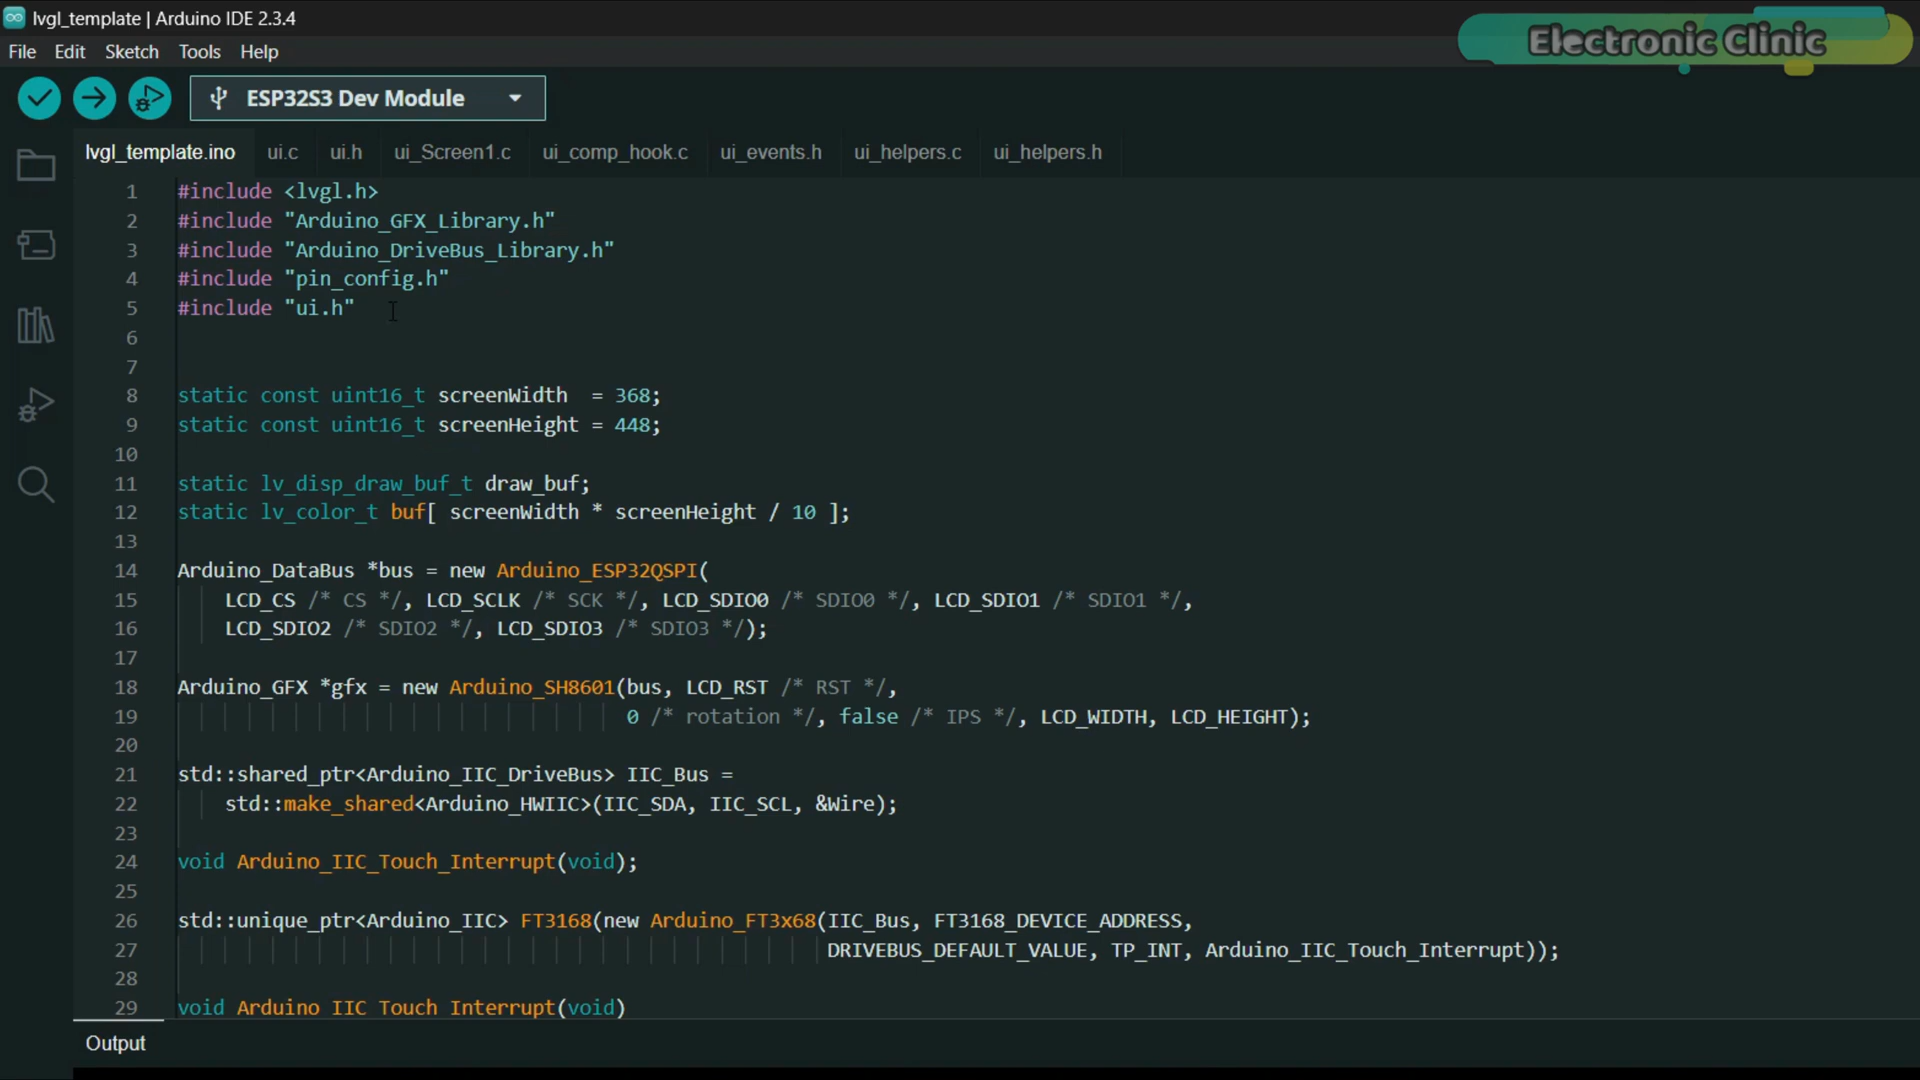 lvgl_template | Arduino IDE 2.3.4
Electronic Clinic
File Edit Sketch Tools Help
ESP32S3 Dev Module
lvgl_template.ino ui.c ui.h ui_Screen1.c ui_comp_hook.c ui_events.h ui_helpers.c ui_helpers.h
1 #include <lvgl.h>
2 #include "Arduino_GFX_Library.h"
3 #include "Arduino_DriveBus_Library.h"
4 #include "pin_config.h"
5 #include "ui.h"
6
7
8 static const uint16_t screenWidth  = 368;
9 static const uint16_t screenHeight = 448;
10
11 static lv_disp_draw_buf_t draw_buf;
12 static lv_color_t buf[ screenWidth * screenHeight / 10 ];
13
14 Arduino_DataBus *bus = new Arduino_ESP32QSPI(
15 LCD_CS /* CS */, LCD_SCLK /* SCK */, LCD_SDIO0 /* SDIO0 */, LCD_SDIO1 /* SDIO1 */,
16 LCD_SDIO2 /* SDIO2 */, LCD_SDIO3 /* SDIO3 */);
17
18 Arduino_GFX *gfx = new Arduino_SH8601(bus, LCD_RST /* RST */,
19 0 /* rotation */, false /* IPS */, LCD_WIDTH, LCD_HEIGHT);
20
21 std::shared_ptr<Arduino_IIC_DriveBus> IIC_Bus =
22 std::make_shared<Arduino_HWIIC>(IIC_SDA, IIC_SCL, &Wire);
23
24 void Arduino_IIC_Touch_Interrupt(void);
25
26 std::unique_ptr<Arduino_IIC> FT3168(new Arduino_FT3x68(IIC_Bus, FT3168_DEVICE_ADDRESS,
27 DRIVEBUS_DEFAULT_VALUE, TP_INT, Arduino_IIC_Touch_Interrupt));
28
29 void Arduino IIC Touch Interrupt(void)
Output